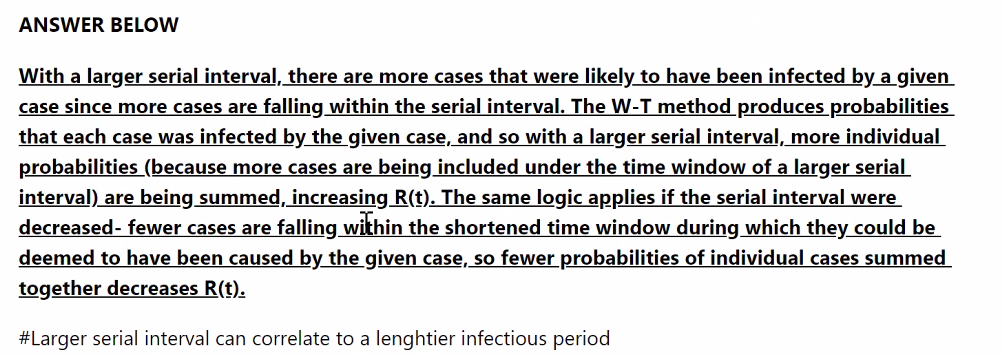 ANSWER BELOW
With a larger serial interval, there are more cases that were likely to have been infected by a given
case since more cases are falling within the serial interval. The W-T method produces probabilities
that each case was infected by the given case, and so with a larger serial interval, more individual
probabilities (because more cases are being included under the time window of a larger serial
interval) are being summed, increasing R(t). The same logic applies if the serial interval were
decreased- fewer cases are falling within the shortened time window during which they could be
deemed to have been caused by the given case, so fewer probabilities of individual cases summed
together decreases R(t).
#Larger serial interval can correlate to a lenghtier infectious period